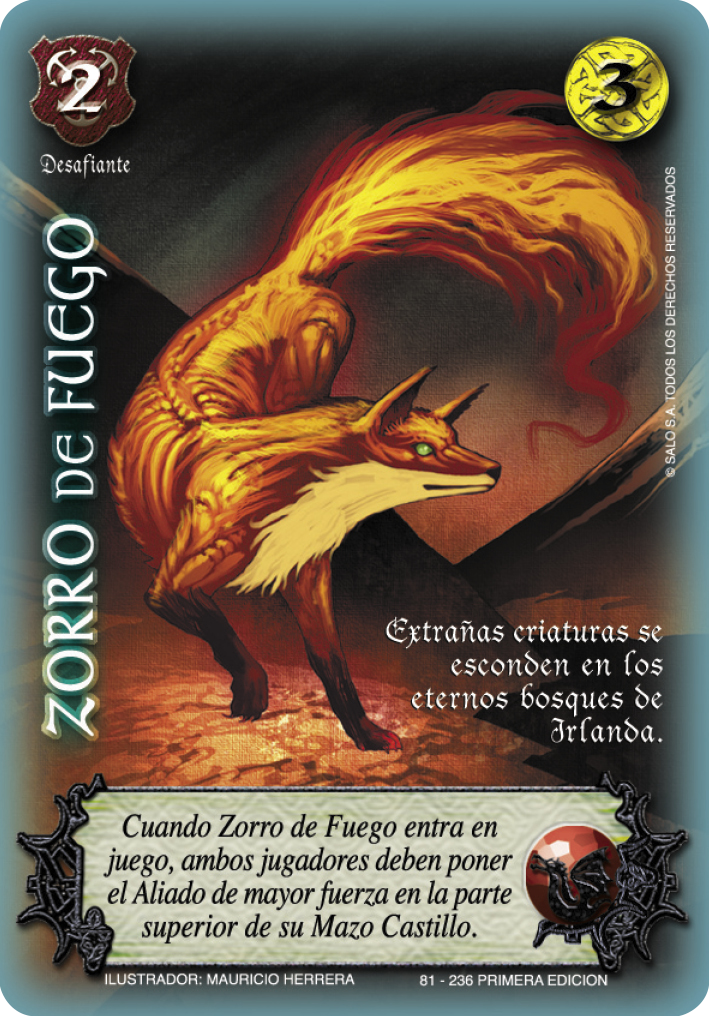 2
3
Desafiante
ZORRO DE FUEGO
© SALO S.A. TODOS LOS DERECHOS RESERVADOS
Extrañas criaturas se
esconden en los
eternos bosques de
Irlanda.
Cuando Zorro de Fuego entra en
juego, ambos jugadores deben poner
el Aliado de mayor fuerza en la parte
superior de su Mazo Castillo.
ILUSTRADOR: MAURICIO HERRERA
81 - 236 PRIMERA EDICION